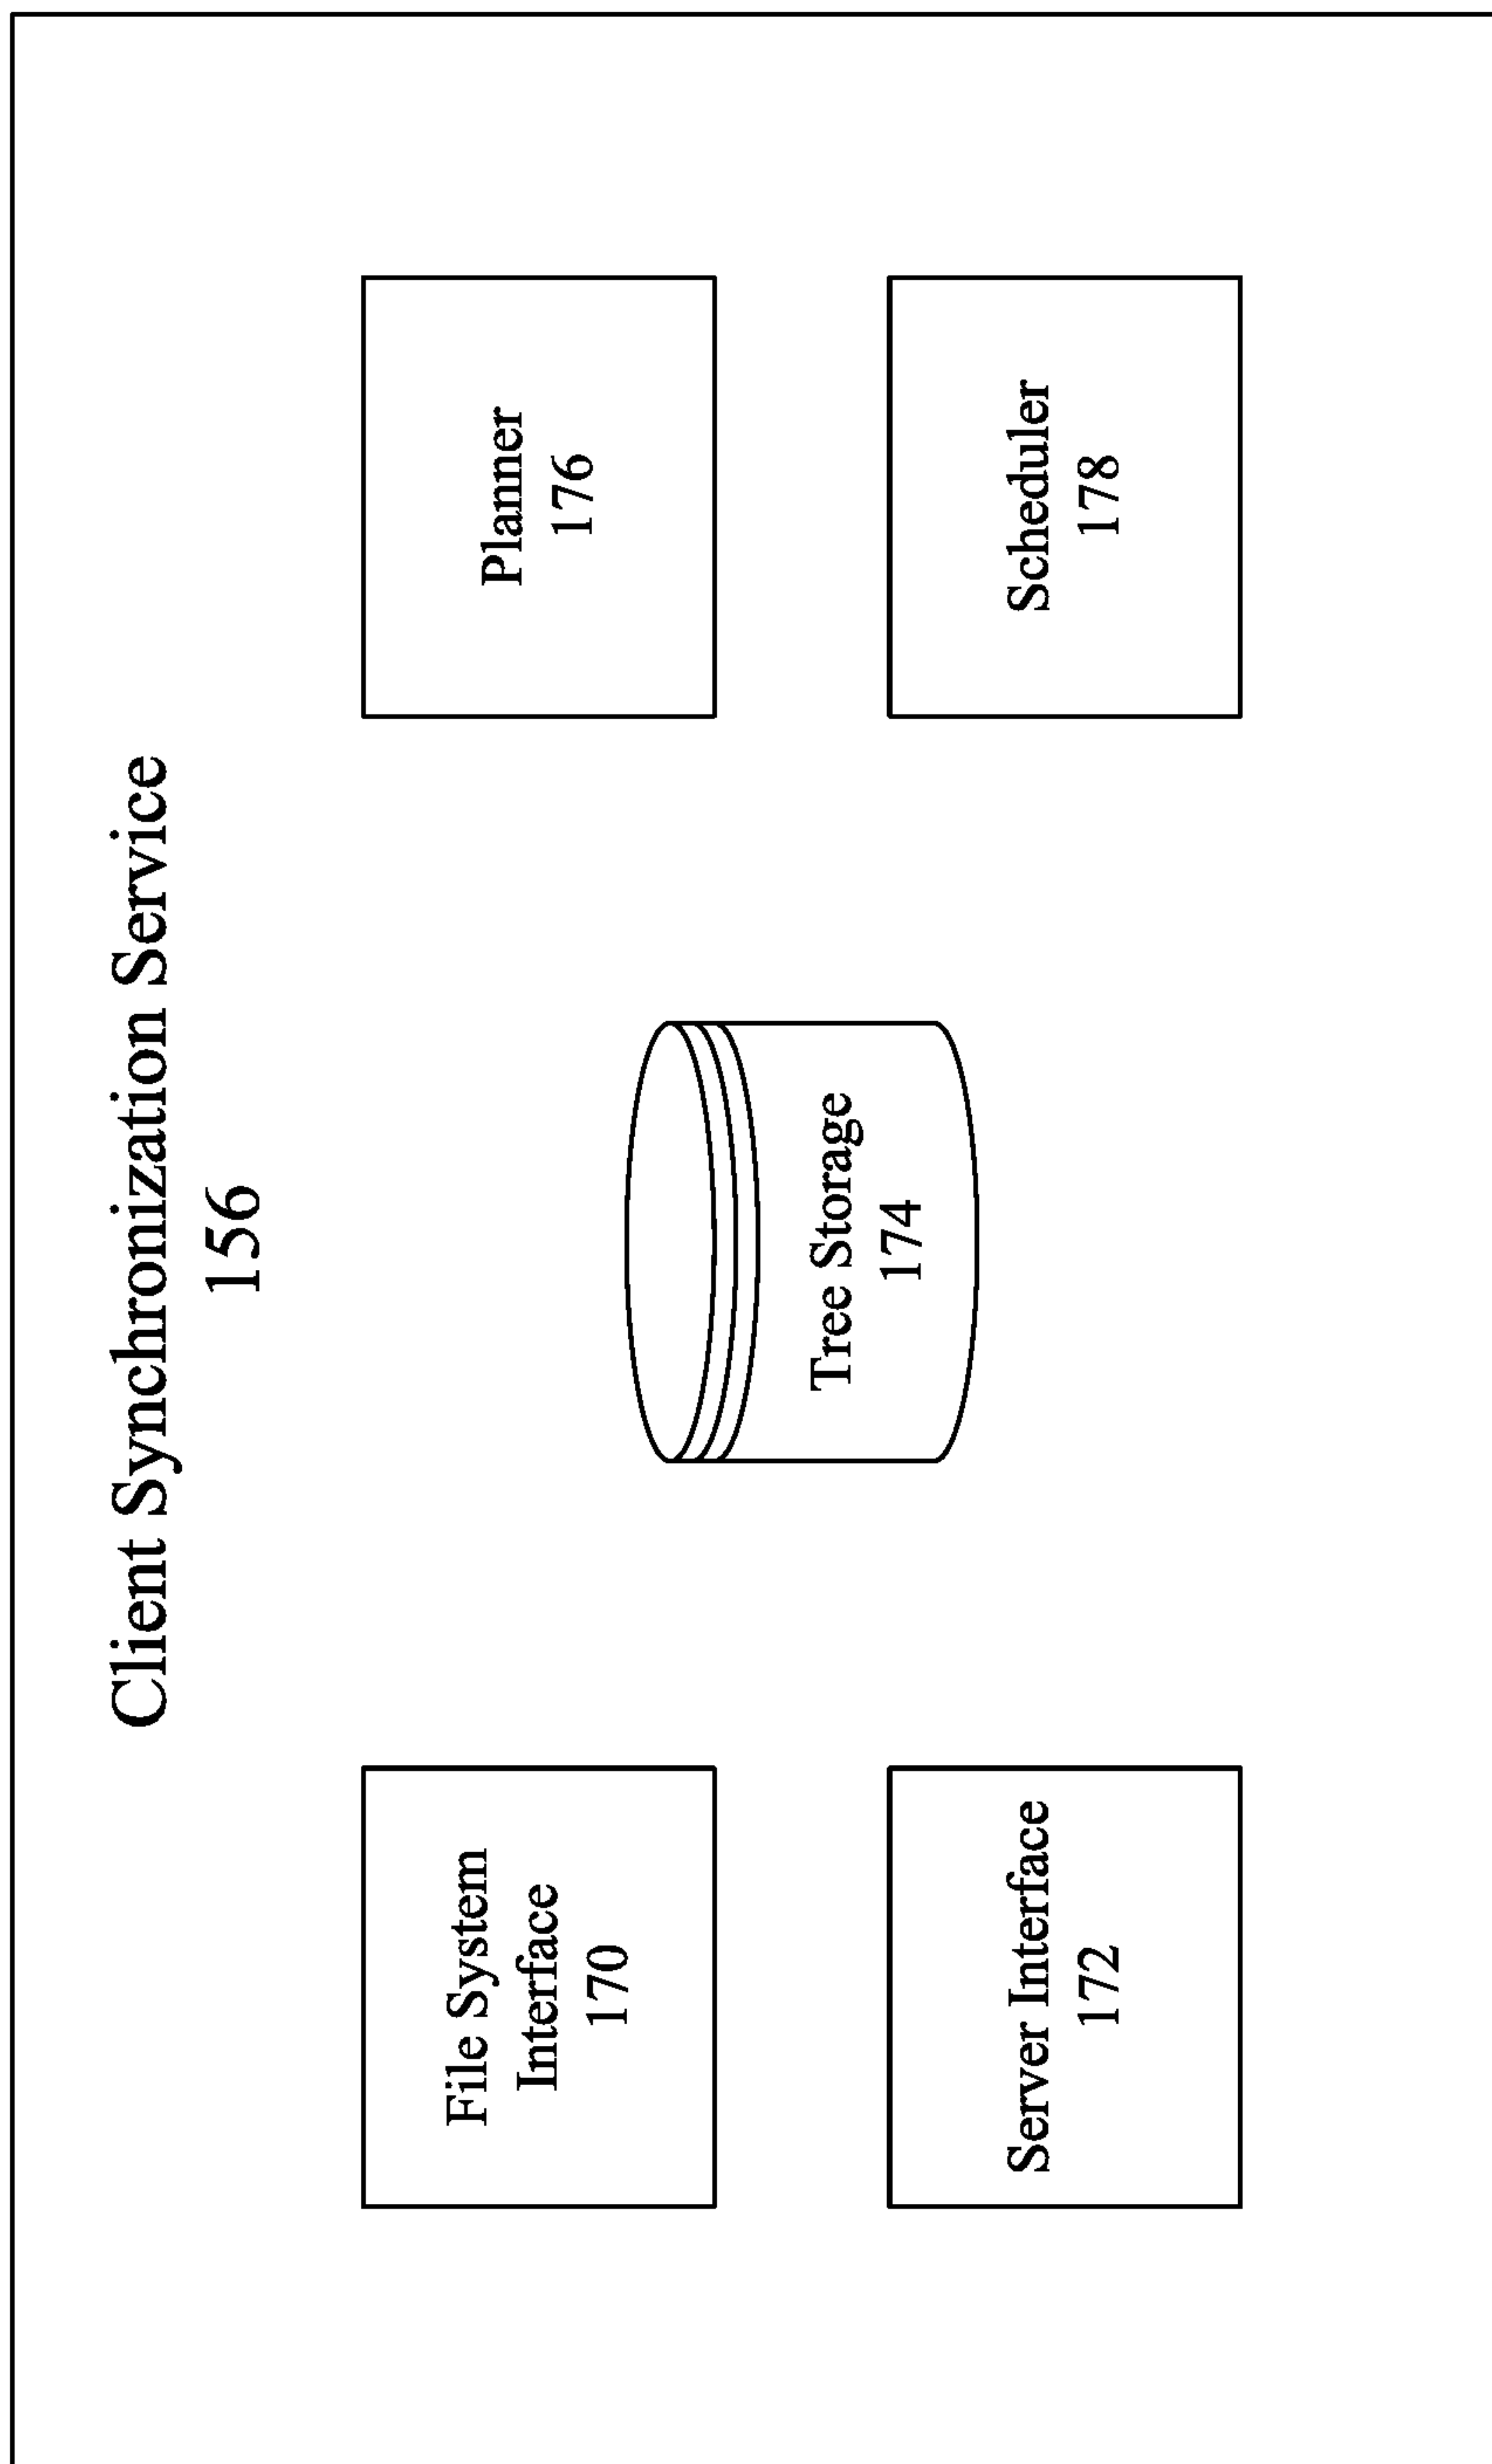 Client Synchronization Service
156
File System
Interface
170
Server Interface
172
Tree Storage
174
Planner
176
Scheduler
178